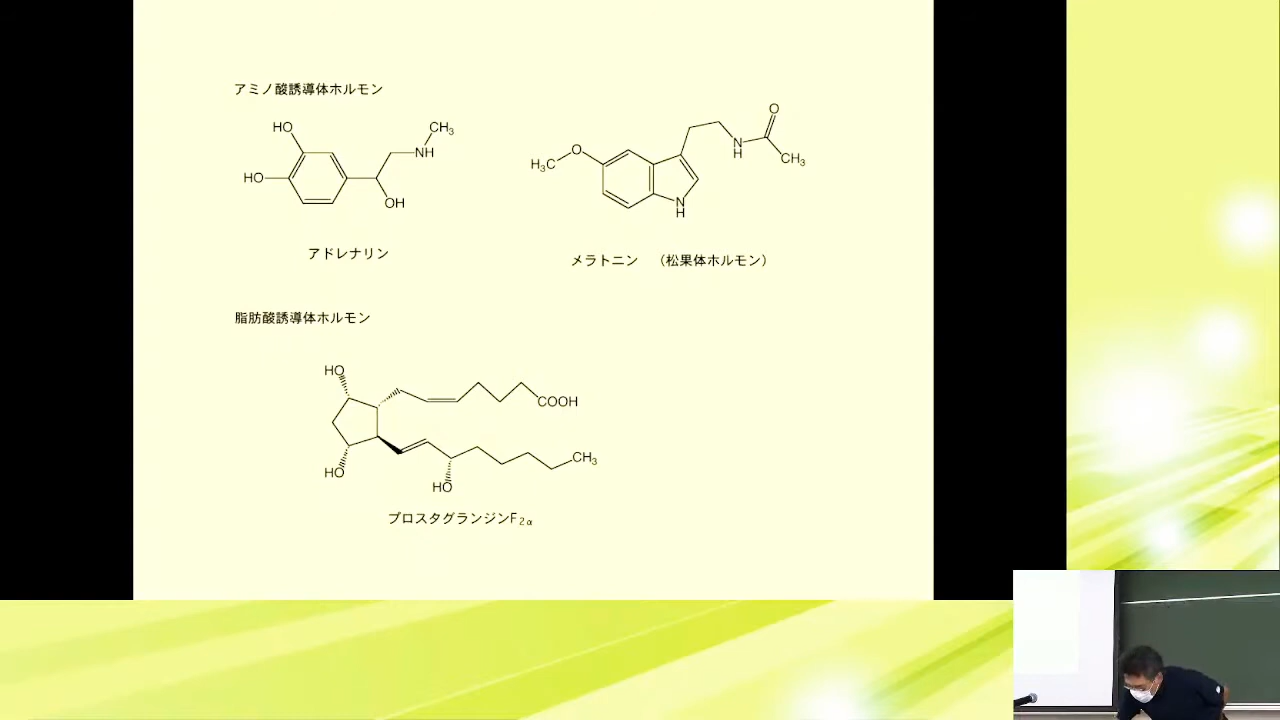 アミノ酸誘導体ホルモン
HO
CH3
HO
NH
OH
アドレナリン
O
O
H3C
N
H
CH3
N
H
メラトニン （松果体ホルモン）
脂肪酸誘導体ホルモン
HO
COOH
CH3
HO
HO
プロスタグランジンF2α